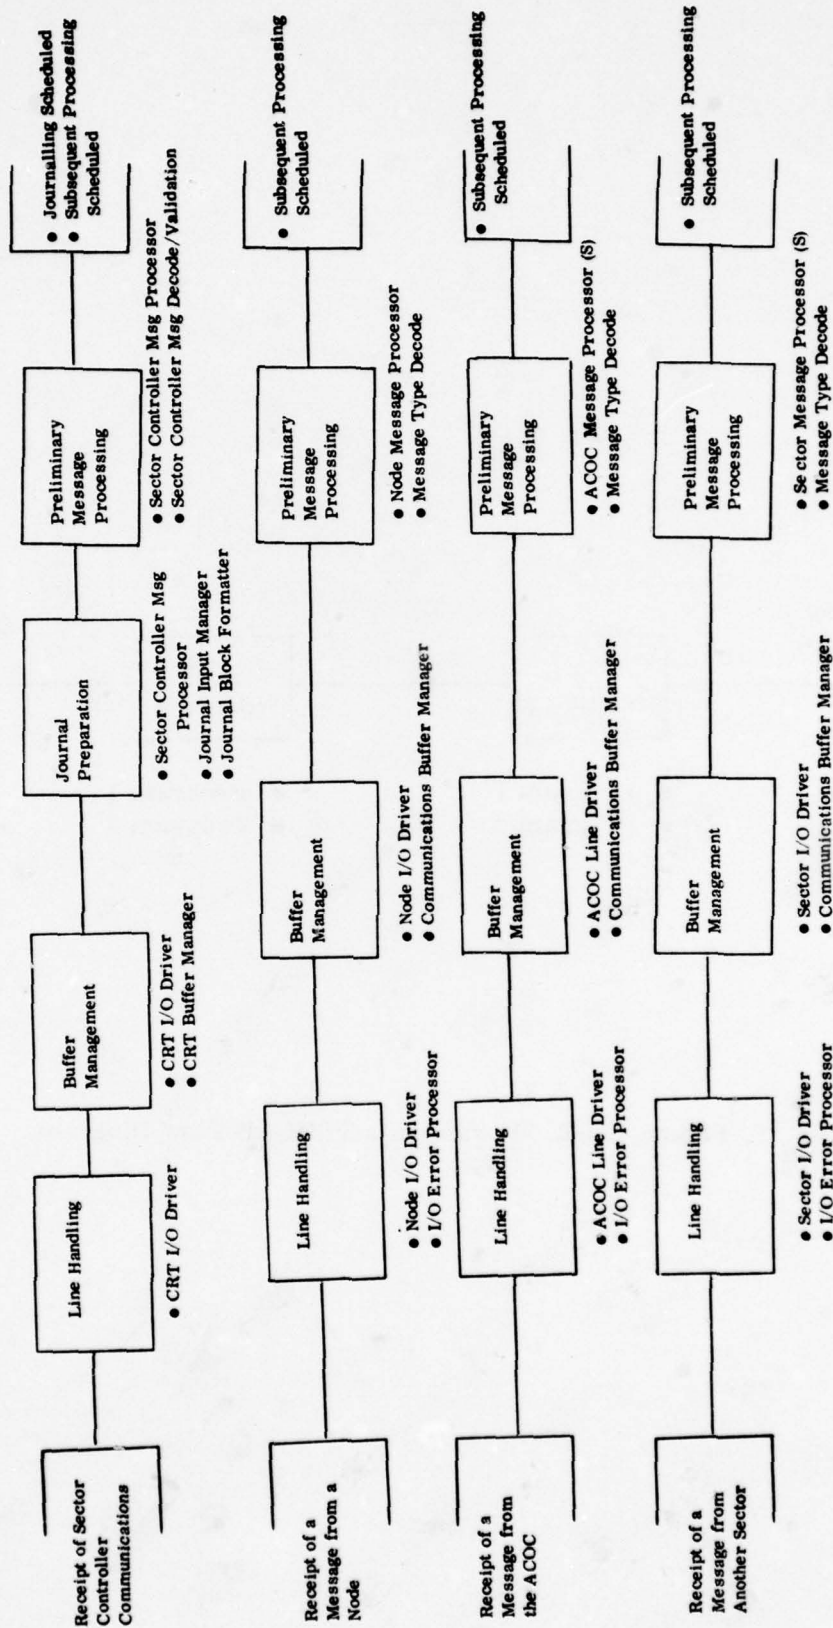 Receipt of Sector
Controller
Communications
Line Handling
• CRT I/O Driver
Buffer
Management
• CRT I/O Driver
• CRT Buffer Manager
Journal
Preparation
• Sector Controller Msg
Processor
• Journal Input Manager
• Journal Block Formatter
Preliminary
Message
Processing
• Sector Controller Msg Processor
• Sector Controller Msg Decode/Validation
• Journalling Scheduled
• Subsequent Processing
Scheduled
Receipt of a
Message from a
Node
Line Handling
• Node I/O Driver
• I/O Error Processor
Buffer
Management
• Node I/O Driver
• Communications Buffer Manager
Preliminary
Message
Processing
• Node Message Processor
• Message Type Decode
• Subsequent Processing
Scheduled
Receipt of a
Message from
the ACOC
Line Handling
• ACOC Line Driver
• I/O Error Processor
Buffer
Management
• ACOC Line Driver
• Communications Buffer Manager
Preliminary
Message
Processing
• ACOC Message Processor (S)
• Message Type Decode
• Subsequent Processing
Scheduled
Receipt of a
Message from
Another Sector
Line Handling
• Sector I/O Driver
• I/O Error Processor
Buffer
Management
• Sector I/O Driver
• Communications Buffer Manager
Preliminary
Message
Processing
• Sector Message Processor (S)
• Message Type Decode
• Subsequent Processing
Scheduled